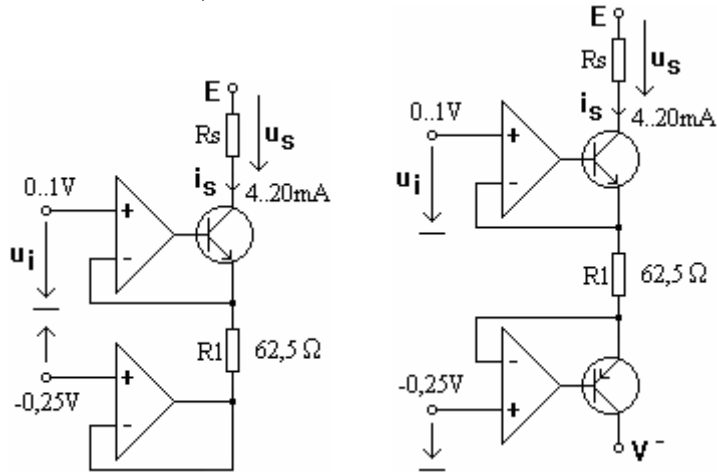 E
Rs
us
is
4..20mA
0..1V
+
-
ui
R1
62,5 Ω
+
-
-0,25V
E
Rs
us
is
4..20mA
0..1V
+
-
ui
R1
62,5 Ω
-
+
-0,25V
V -